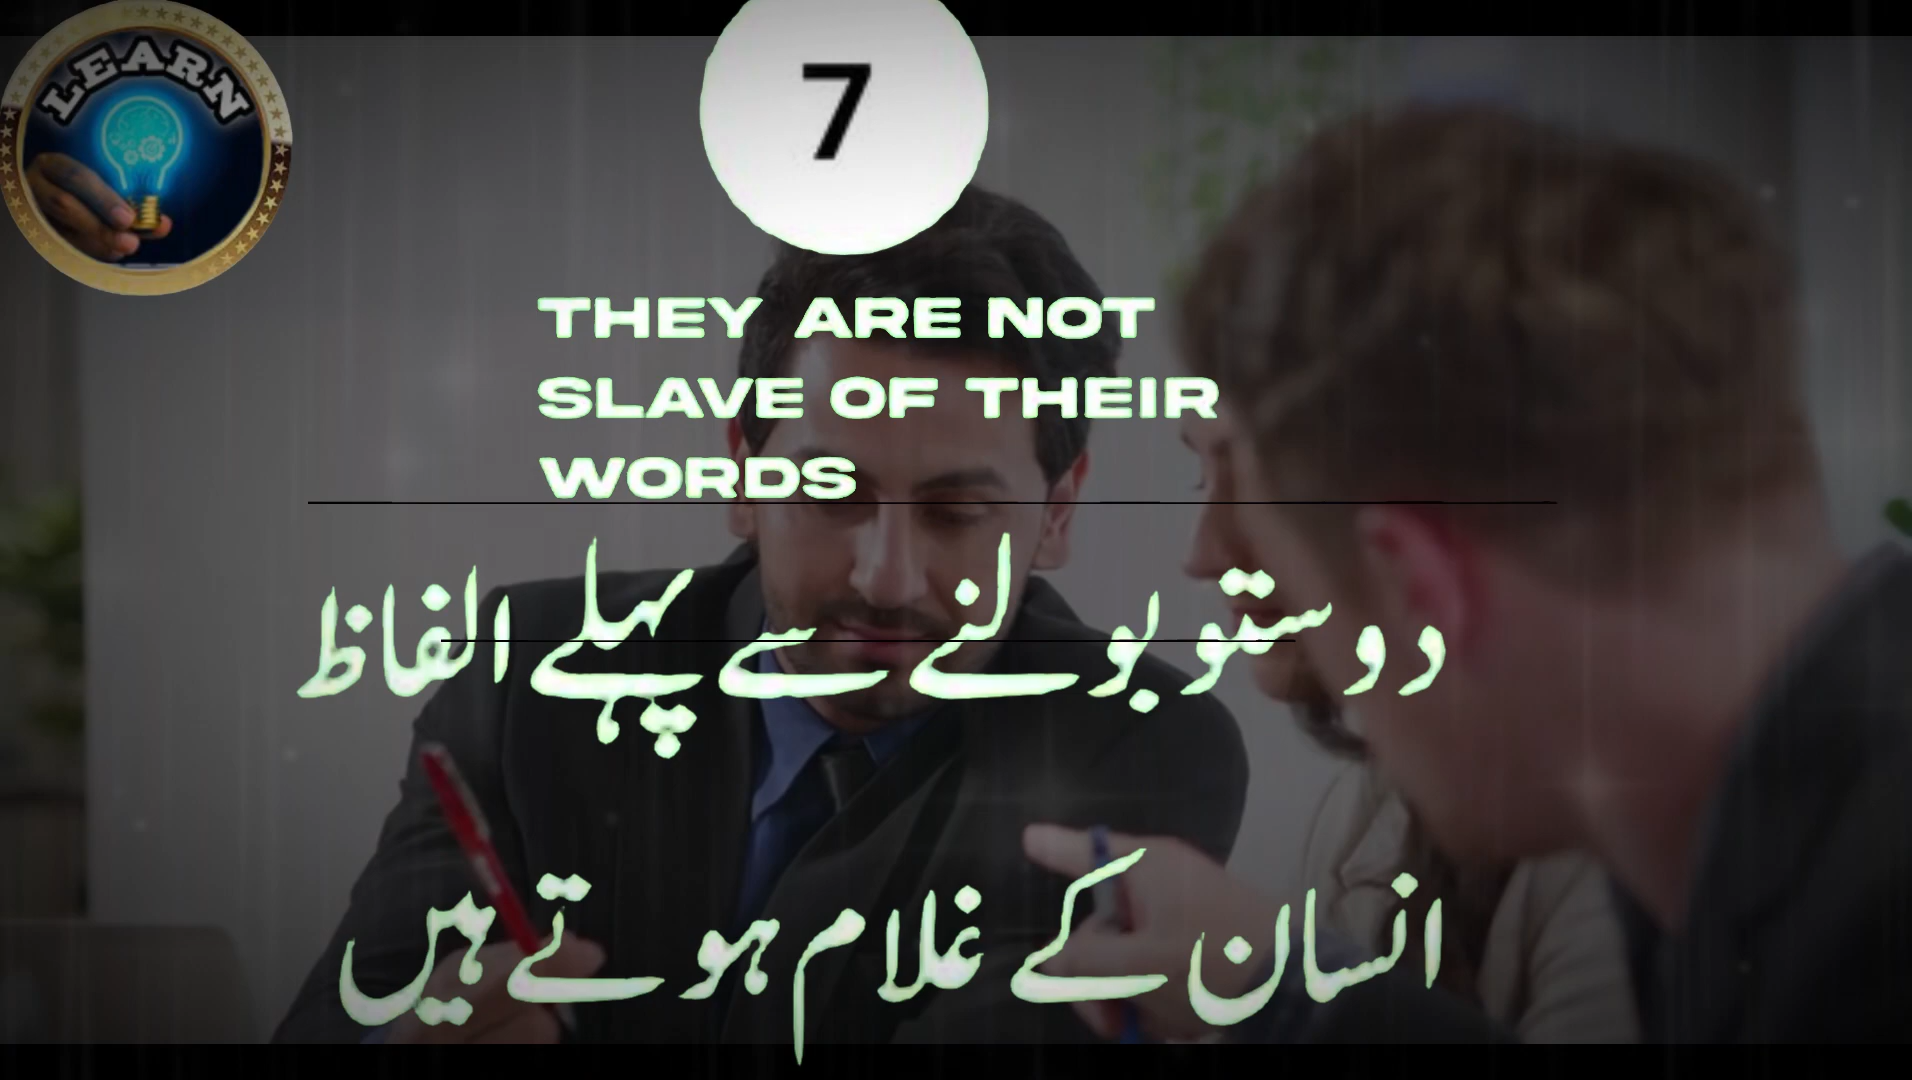 LEARN
7
THEY ARE NOT
SLAVE OF THEIR
WORDS
دوستو بولنے سے پہلے الفاظ
انسان کے غلام ہوتے ہیں